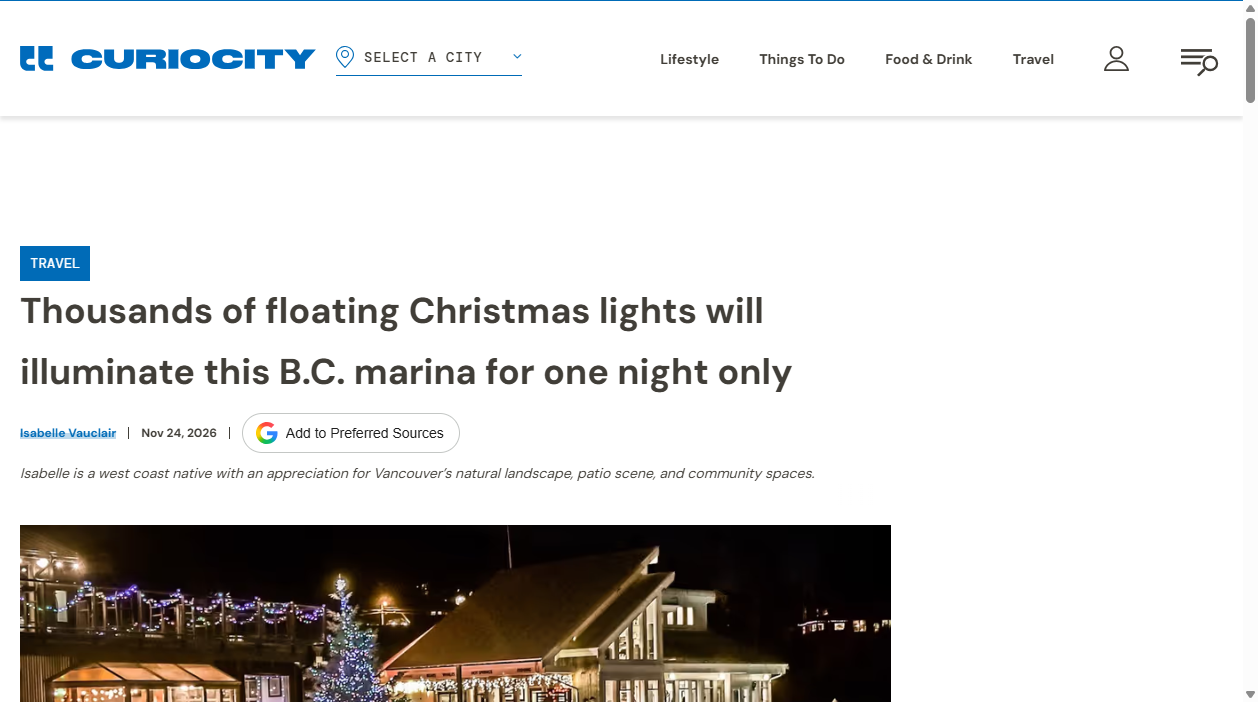 CURIOCITY
SELECT A CITY
Lifestyle
Things To Do
Food & Drink
Travel
TRAVEL
Thousands of floating Christmas lights will
illuminate this B.C. marina for one night only
Isabelle Vauclair | Nov 24, 2026 | Add to Preferred Sources
Isabelle is a west coast native with an appreciation for Vancouver's natural landscape, patio scene, and community spaces.